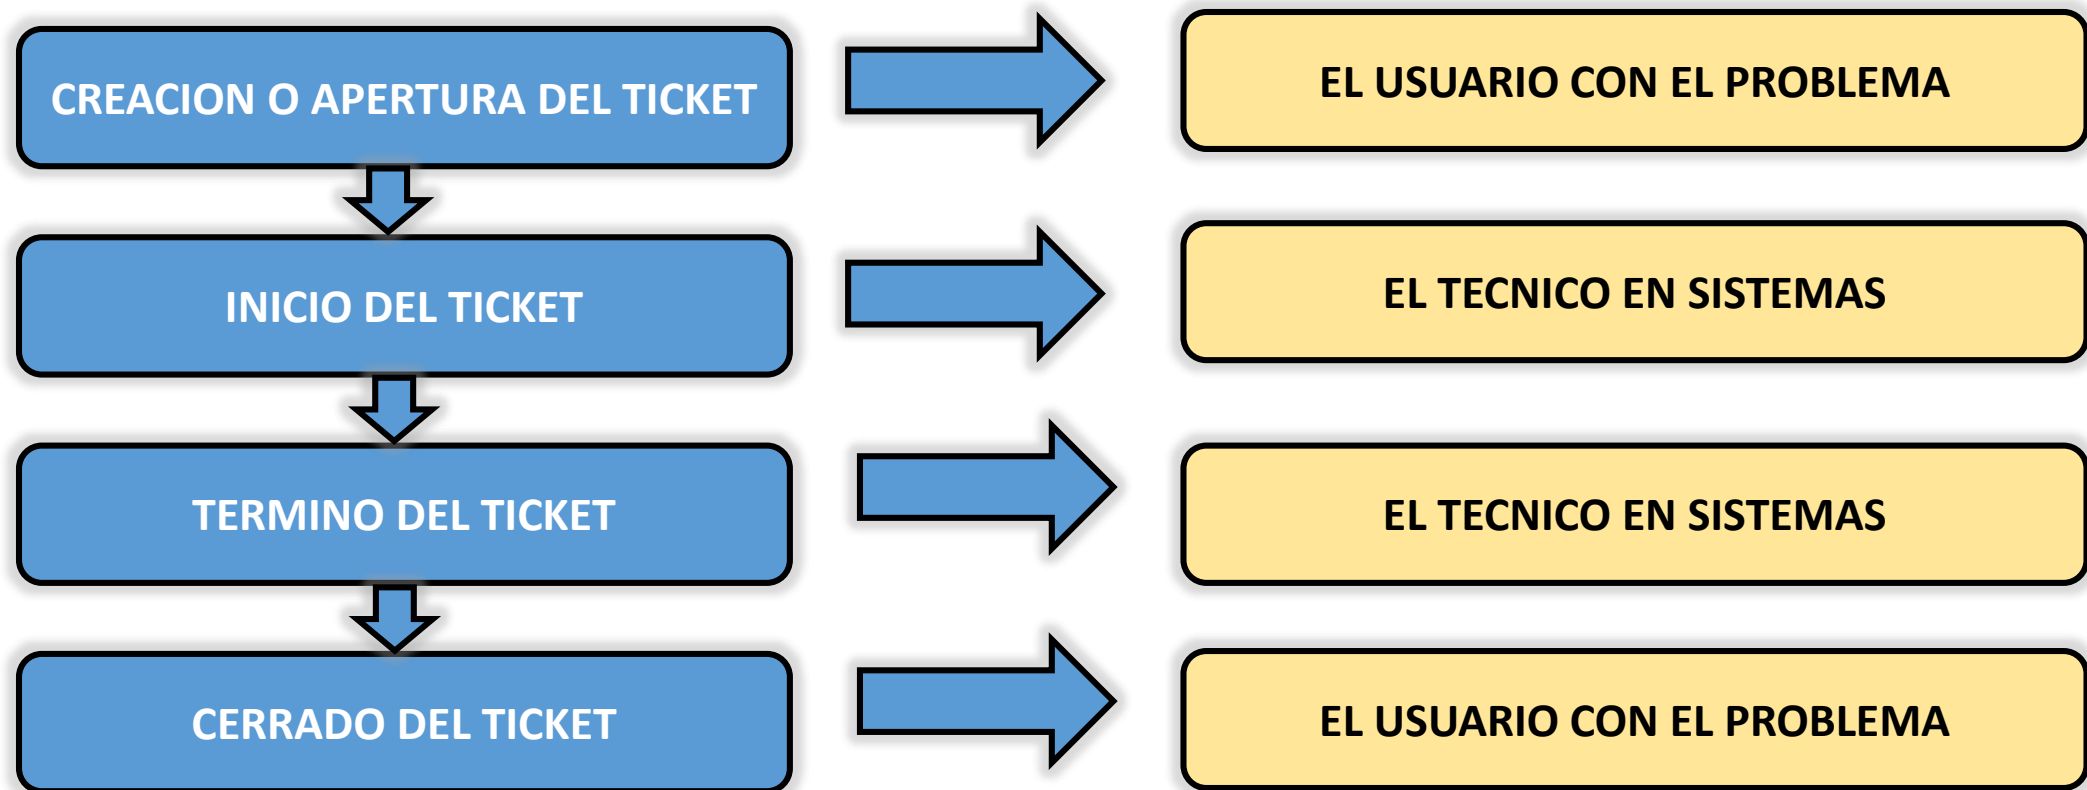 CREACION O APERTURA DEL TICKET
EL USUARIO CON EL PROBLEMA
INICIO DEL TICKET
EL TECNICO EN SISTEMAS
TERMINO DEL TICKET
EL TECNICO EN SISTEMAS
CERRADO DEL TICKET
EL USUARIO CON EL PROBLEMA